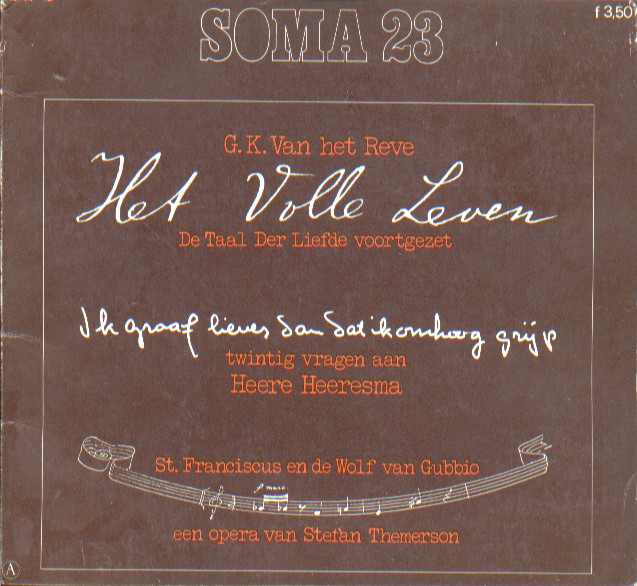 SOMA 23
f 3,50
G. K. Van het Reve
Het Volle Leven
De Taal Der Liefde voortgezet
Ik graaf liever dan dat ik omhoog grijp
twintig vragen aan
Heere Heeresma
St. Franciscus en de Wolf van Gubbio
een opera van Stefan Themerson
A